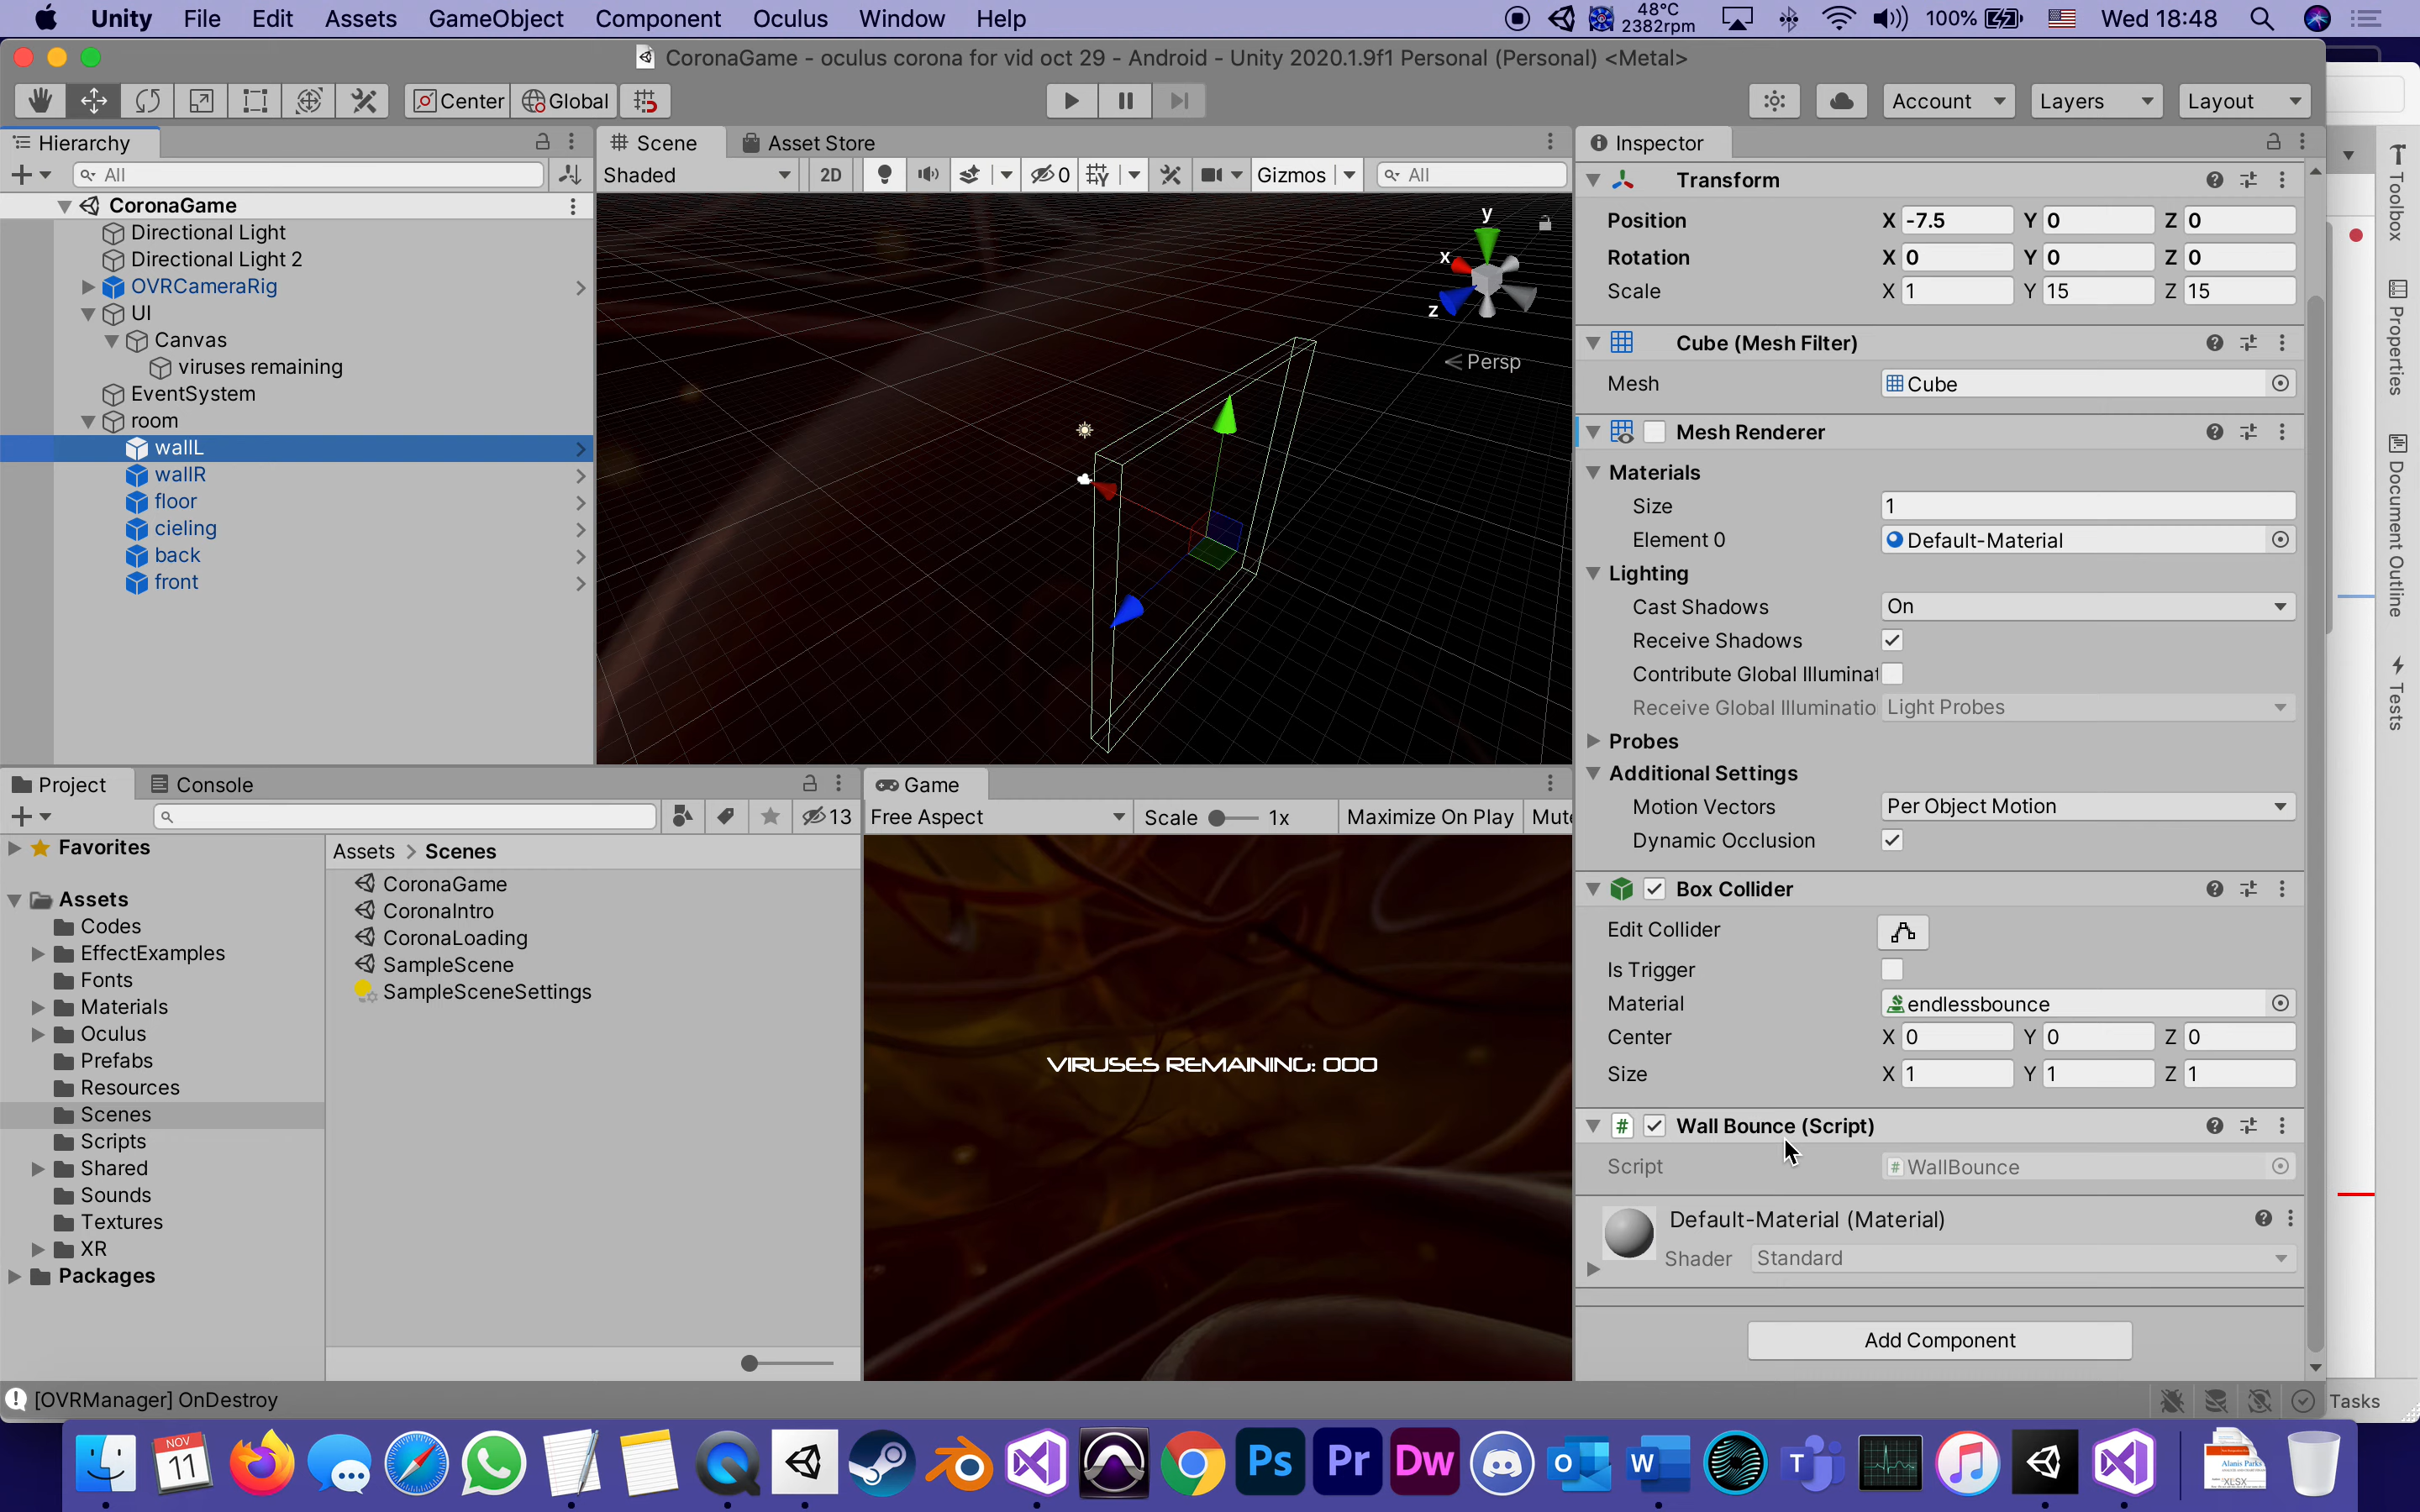 Unity File Edit Assets GameObject Component Oculus Window Help 48°C 2382rpm 100% Wed 18:48
CoronaGame - oculus corona for vid oct 29 - Android - Unity 2020.1.9f1 Personal (Personal) <Metal>
Center Global Account Layers Layout
Hierarchy
All
CoronaGame
Directional Light
Directional Light 2
OVRCameraRig
UI
Canvas
viruses remaining
EventSystem
room
wallL
wallR
floor
cieling
back
front
Scene Asset Store
Shaded 2D 0 Gizmos All
y
x
z
Persp
Inspector
Transform
Position X -7.5 Y 0 Z 0
Rotation X 0 Y 0 Z 0
Scale X 1 Y 15 Z 15
Cube (Mesh Filter)
Mesh Cube
Mesh Renderer
Materials
Size 1
Element 0 Default-Material
Lighting
Cast Shadows On
Receive Shadows
Contribute Global Illuminat
Receive Global Illuminatio Light Probes
Probes
Additional Settings
Motion Vectors Per Object Motion
Dynamic Occlusion
Box Collider
Edit Collider
Is Trigger
Material endlessbounce
Center X 0 Y 0 Z 0
Size X 1 Y 1 Z 1
# Wall Bounce (Script)
Script # WallBounce
Default-Material (Material)
Shader Standard
Add Component
Toolbox
Properties
Document Outline
Tests
Project Console
13
Favorites
Assets
Codes
EffectExamples
Fonts
Materials
Oculus
Prefabs
Resources
Scenes
Scripts
Shared
Sounds
Textures
XR
Packages
Assets > Scenes
CoronaGame
CoronaIntro
CoronaLoading
SampleScene
SampleSceneSettings
Game
Free Aspect Scale 1x Maximize On Play Mute
VIRUSES REMAINING: 000
[OVRManager] OnDestroy
Tasks
NOV
11
Ps
Pr
Dw
O
W
T
Alanis Parks
XLSX